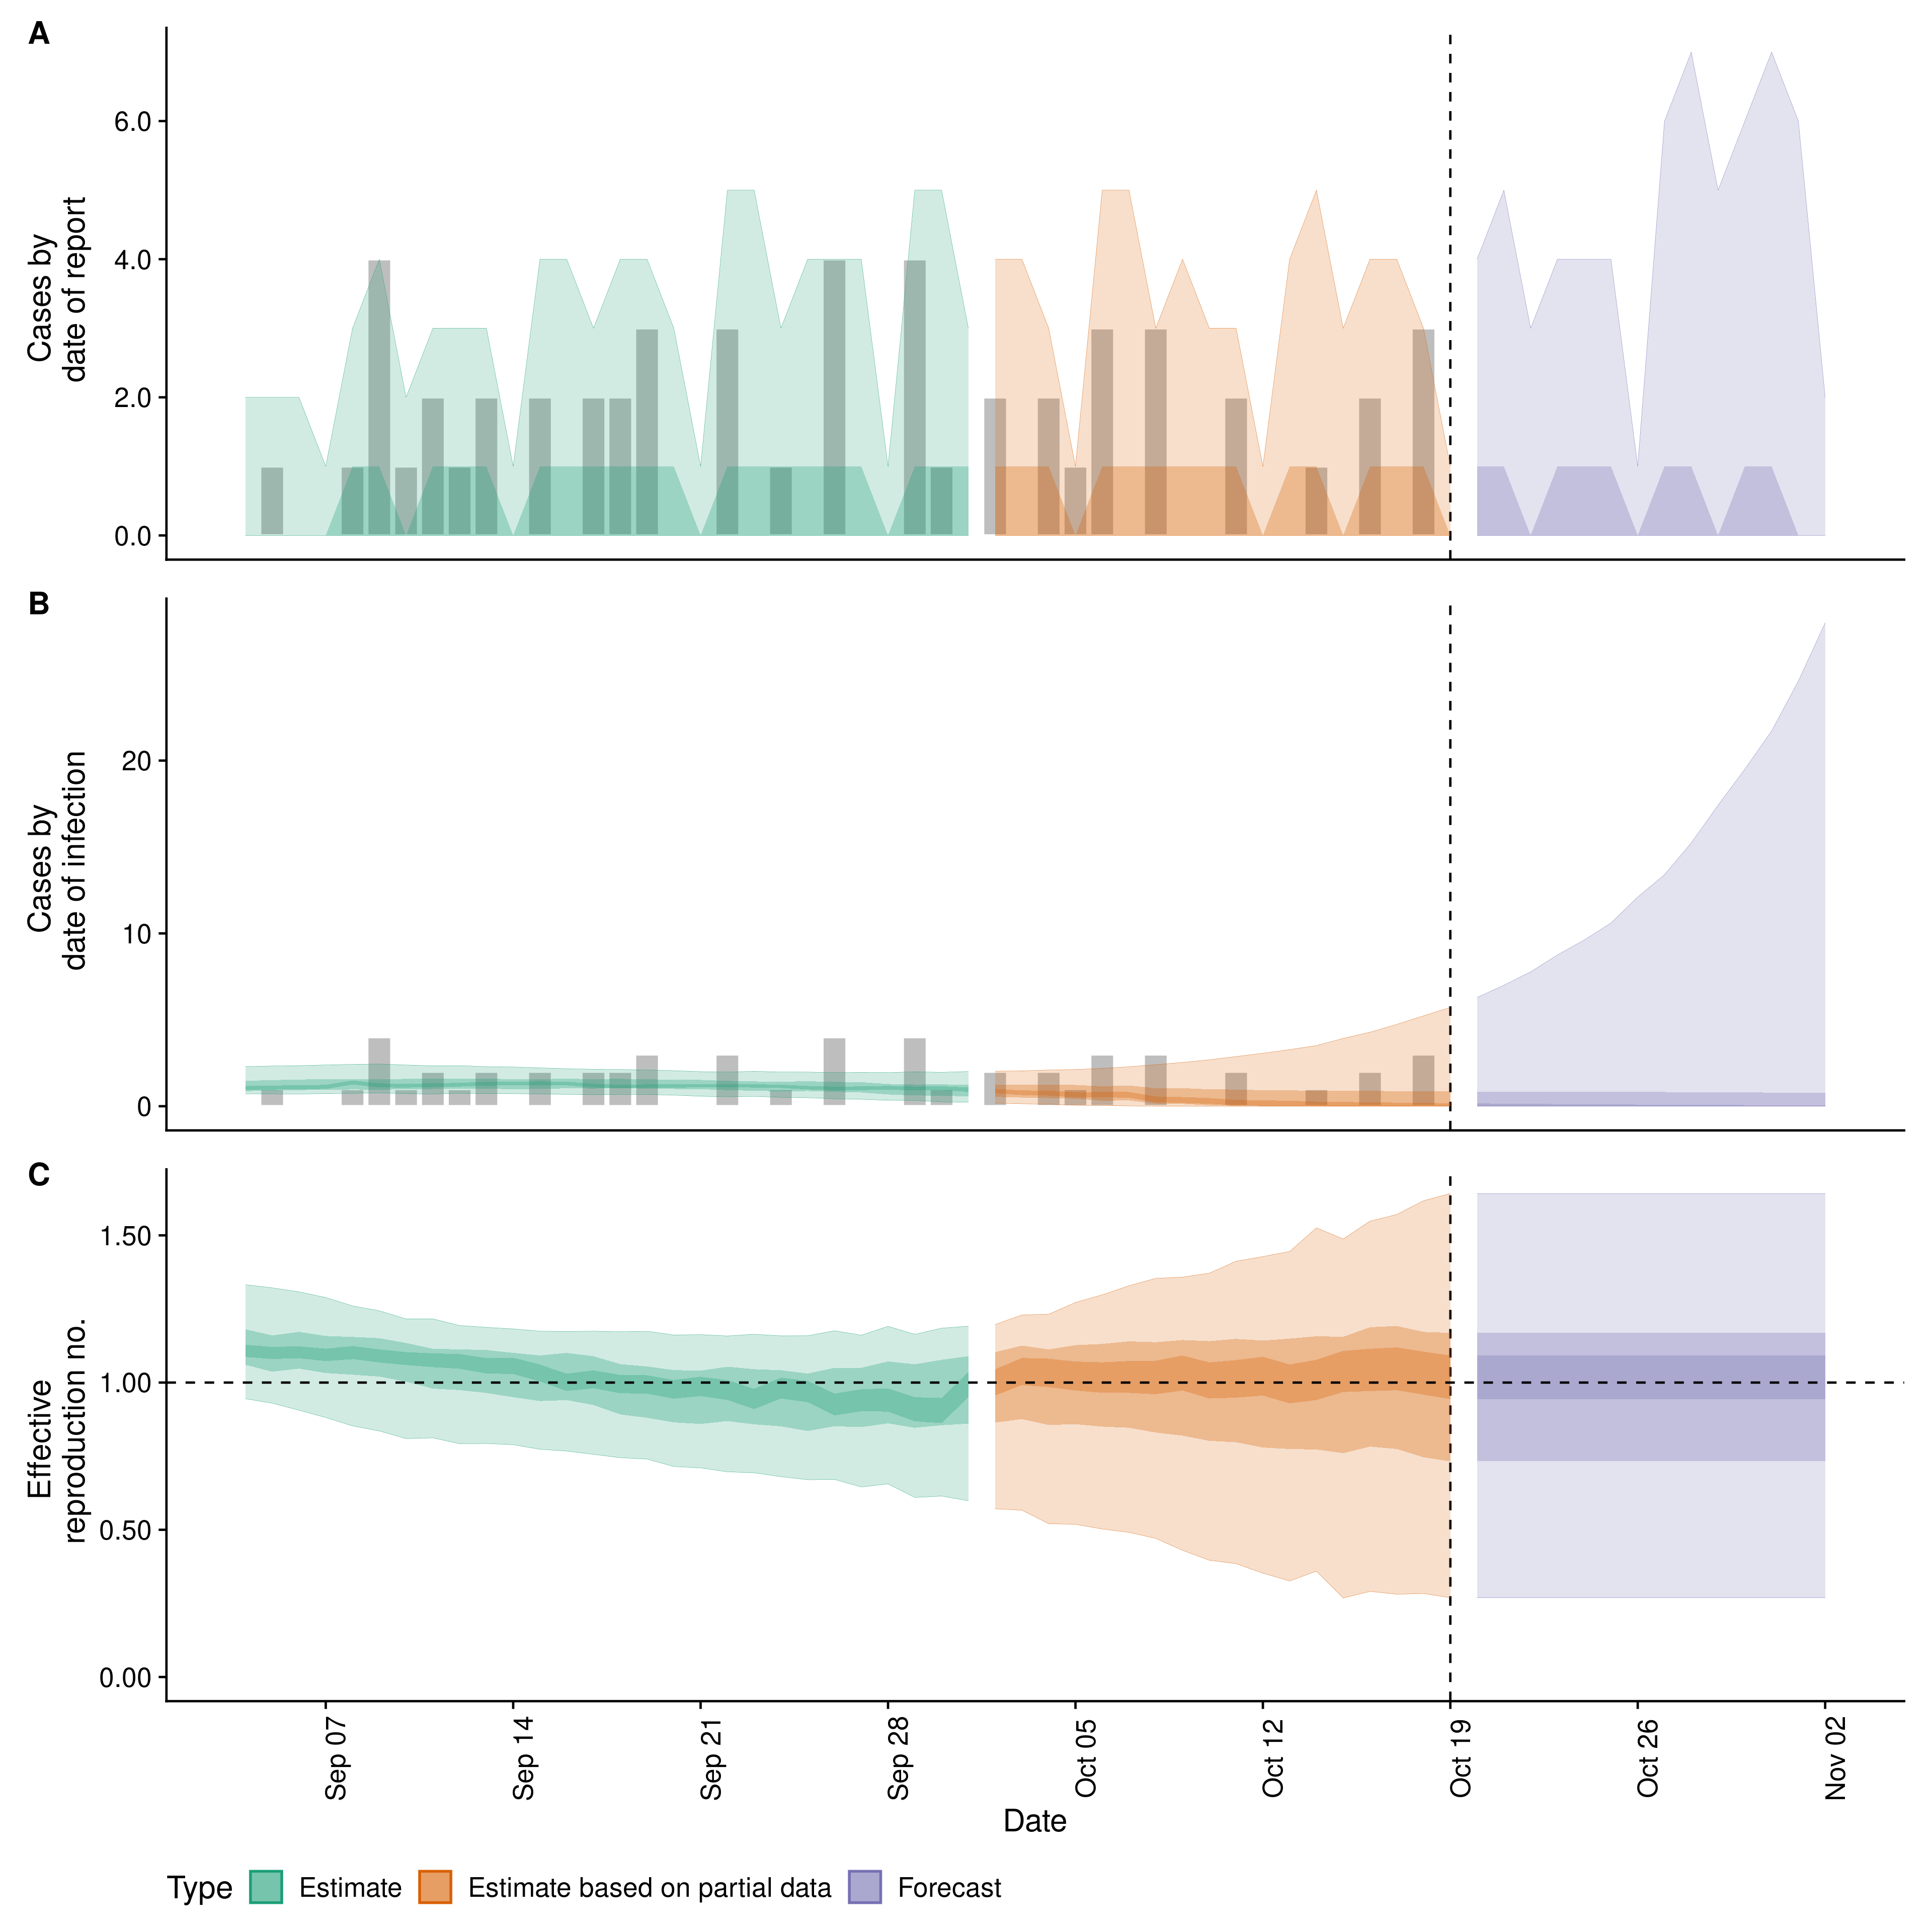 A
Cases by
date of report
6.0
4.0
2.0
0.0
B
Cases by
date of infection
20
10
0
C
Effective
reproduction no.
1.50
1.00
0.50
0.00
Sep 07
Sep 14
Sep 21
Sep 28
Oct 05
Oct 12
Oct 19
Oct 26
Nov 02
Date
Type Estimate Estimate based on partial data Forecast